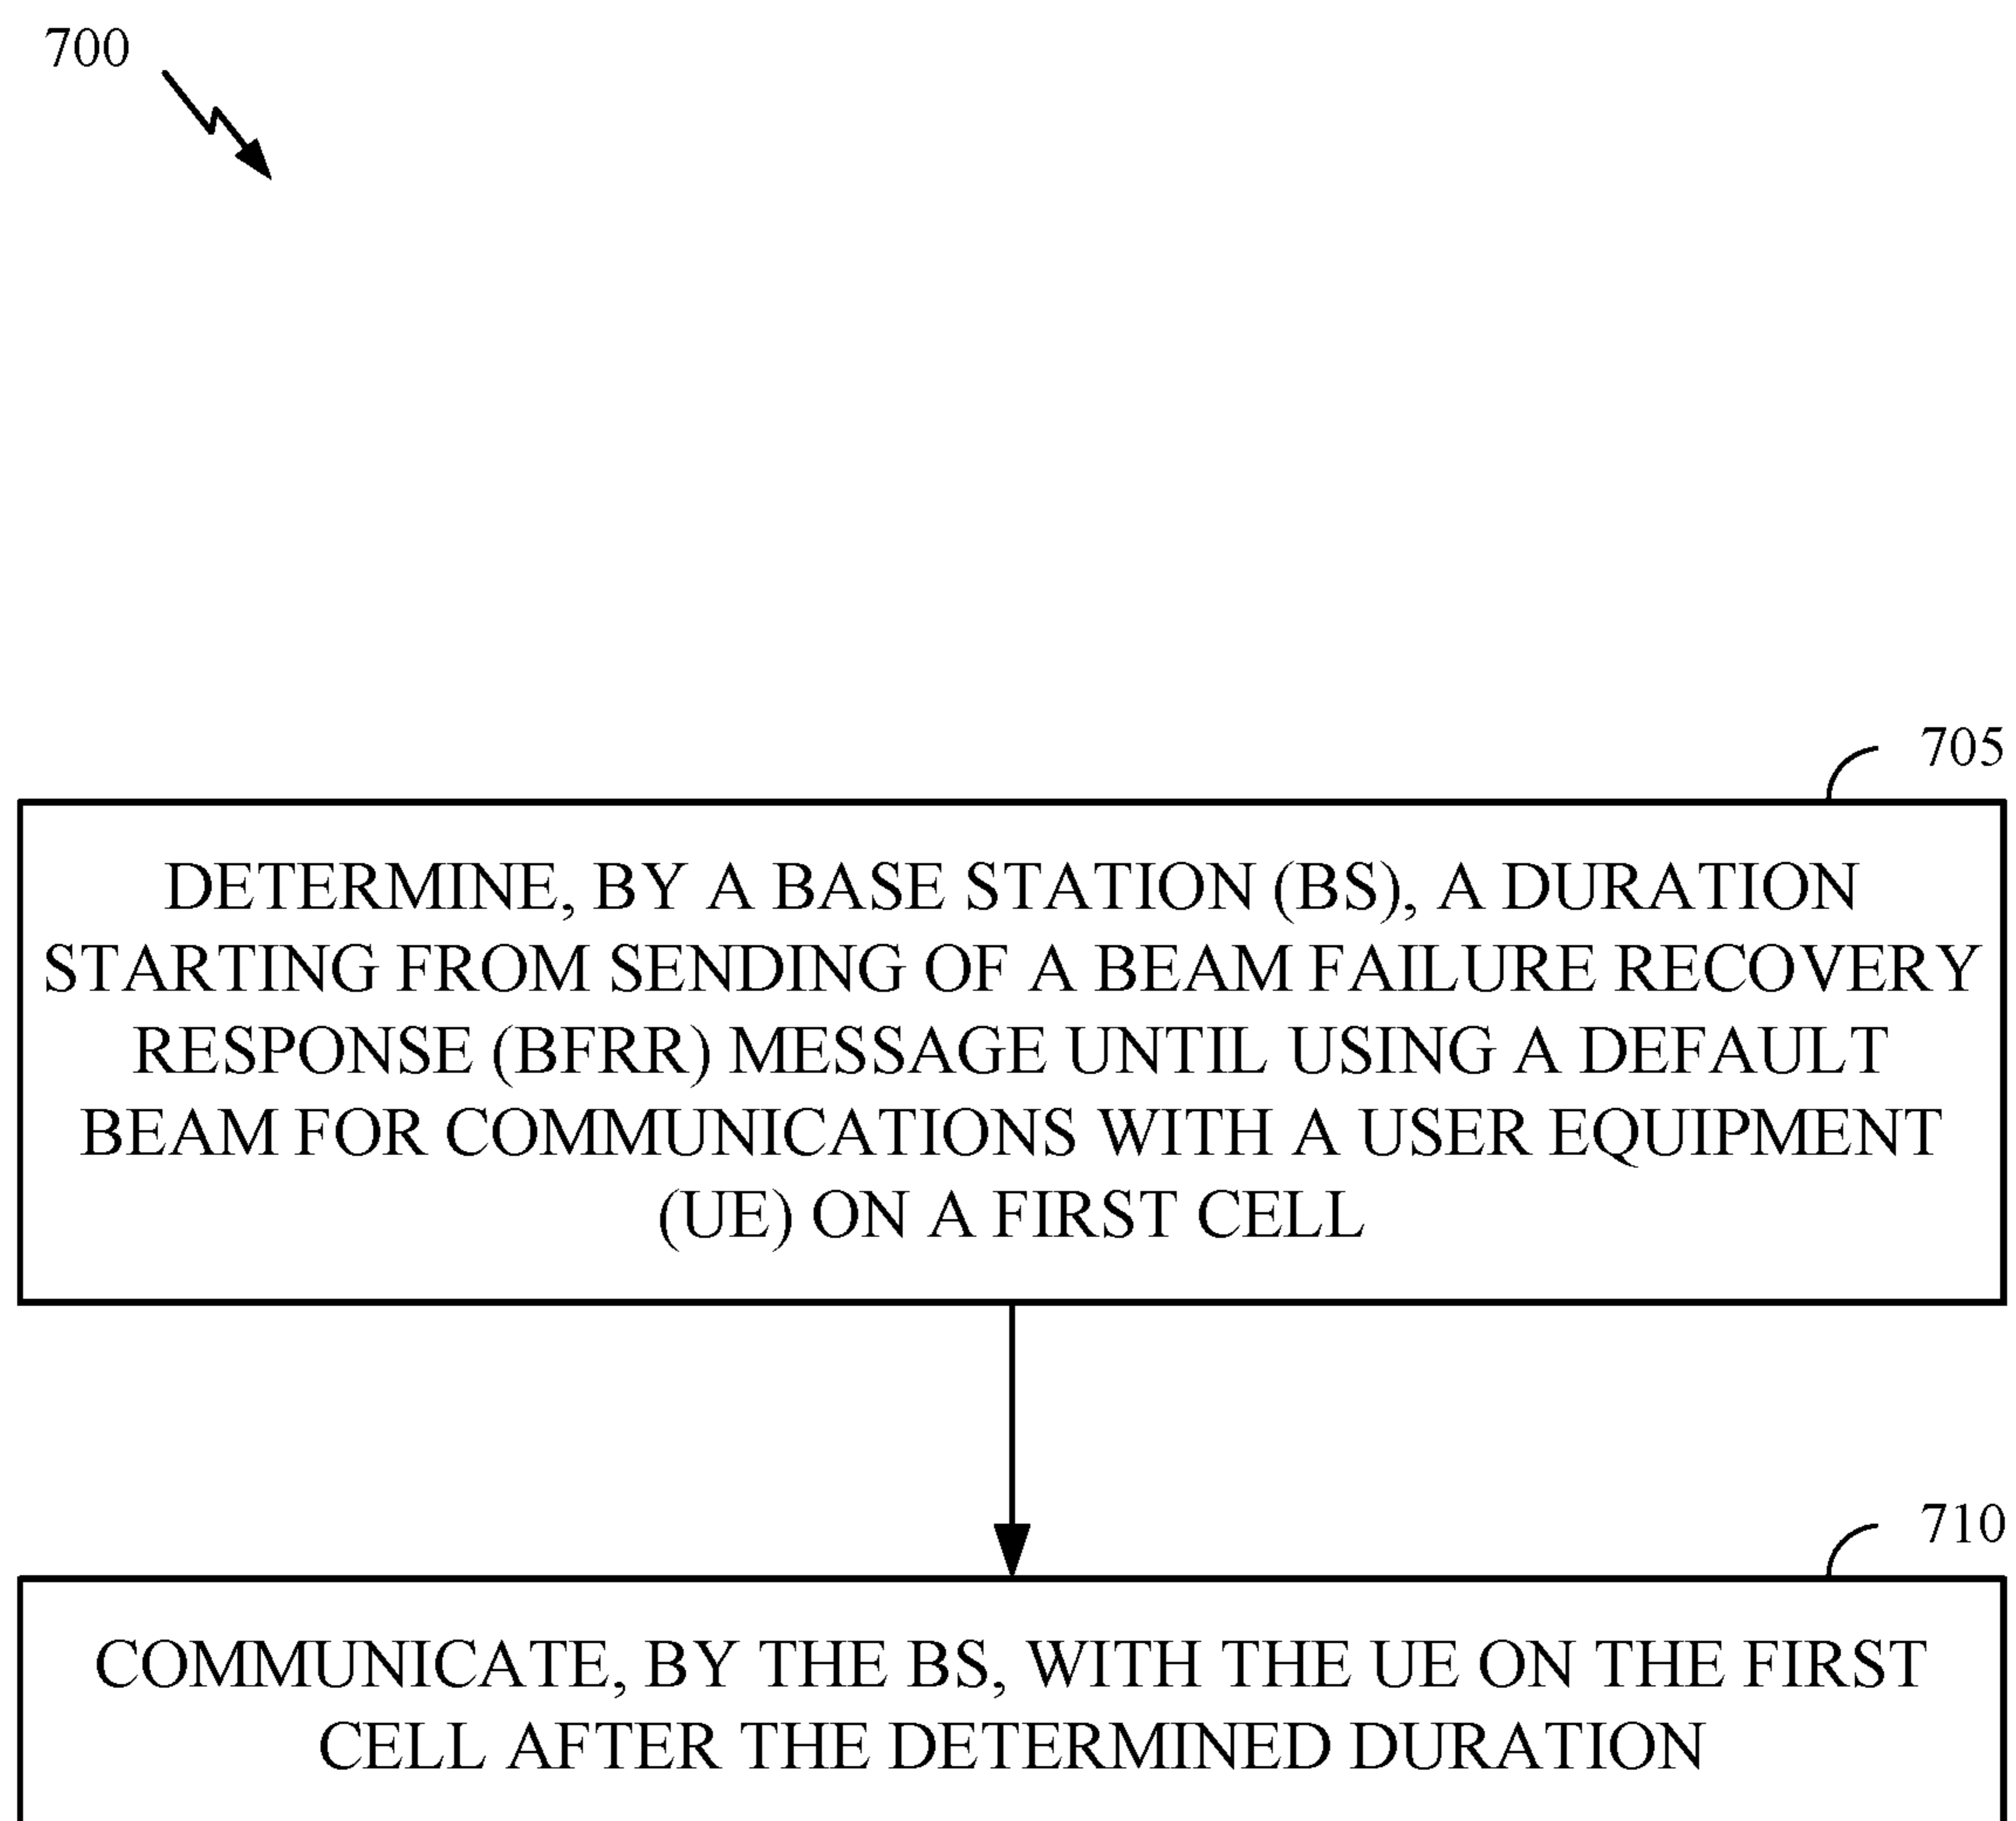 700
705
DETERMINE, BY A BASE STATION (BS), A DURATION
STARTING FROM SENDING OF A BEAM FAILURE RECOVERY
RESPONSE (BFRR) MESSAGE UNTIL USING A DEFAULT
BEAM FOR COMMUNICATIONS WITH A USER EQUIPMENT
(UE) ON A FIRST CELL
710
COMMUNICATE, BY THE BS, WITH THE UE ON THE FIRST
CELL AFTER THE DETERMINED DURATION